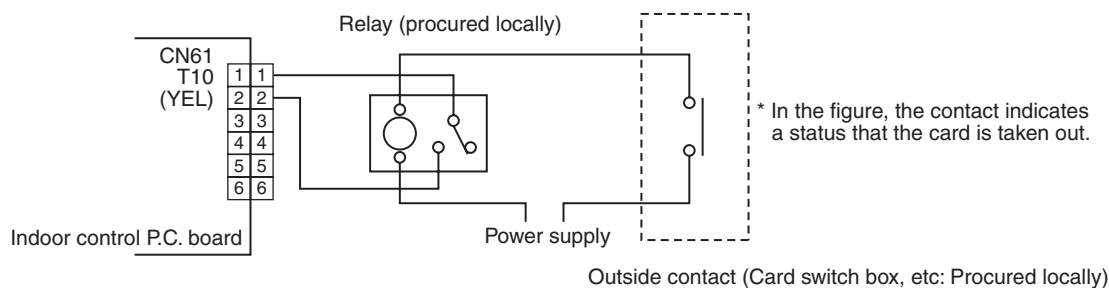 Relay (procured locally)
CN61
T10
(YEL)
1 1
2 2
3 3
4 4
5 5
6 6
* In the figure, the contact indicates
a status that the card is taken out.
Indoor control P.C. board
Power supply
Outside contact (Card switch box, etc: Procured locally)